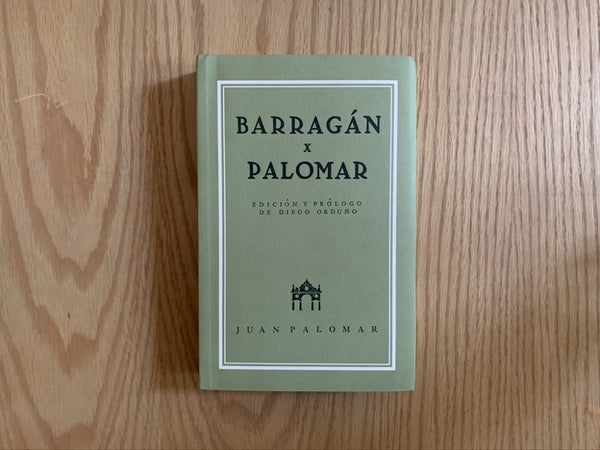 BARRAGÁN
x
PALOMAR
EDICIÓN Y PRÓLOGO
DE DIEGO ORDUÑO
JUAN PALOMAR